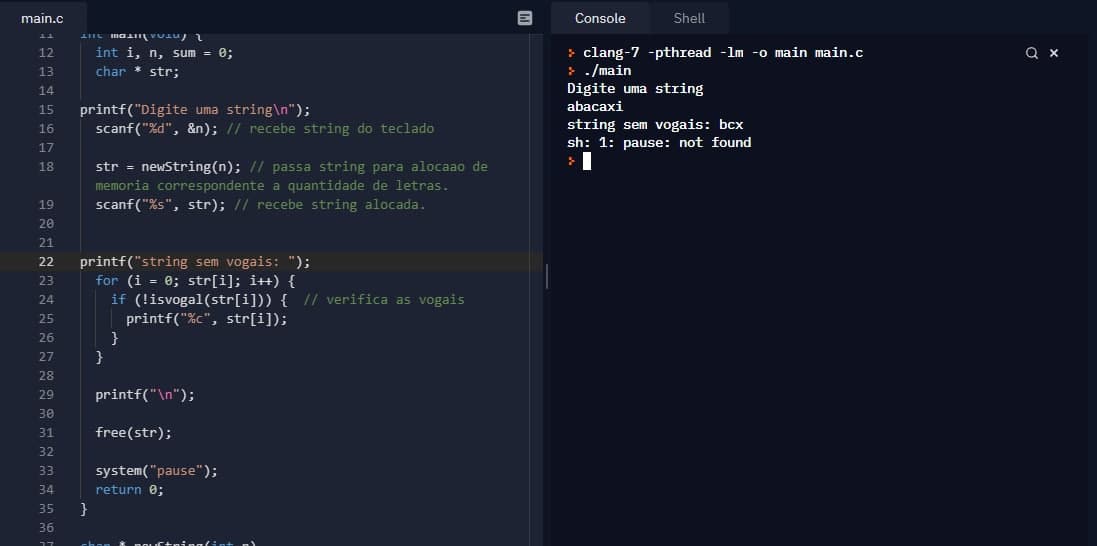 main.c
11 int main(void) {
12 int i, n, sum = 0;
13 char * str;
14
15 printf("Digite uma string\n");
16 scanf("%d", &n); // recebe string do teclado
17
18 str = newString(n); // passa string para alocaao de
memoria correspondente a quantidade de letras.
19 scanf("%s", str); // recebe string alocada.
20
21
22 printf("string sem vogais: ");
23 for (i = 0; str[i]; i++) {
24 if (!isvogal(str[i])) { // verifica as vogais
25 printf("%c", str[i]);
26 }
27 }
28
29 printf("\n");
30
31 free(str);
32
33 system("pause");
34 return 0;
35 }
36
37 char * newString(int n)
Console Shell
clang-7 -pthread -lm -o main main.c
./main
Digite uma string
abacaxi
string sem vogais: bcx
sh: 1: pause: not found